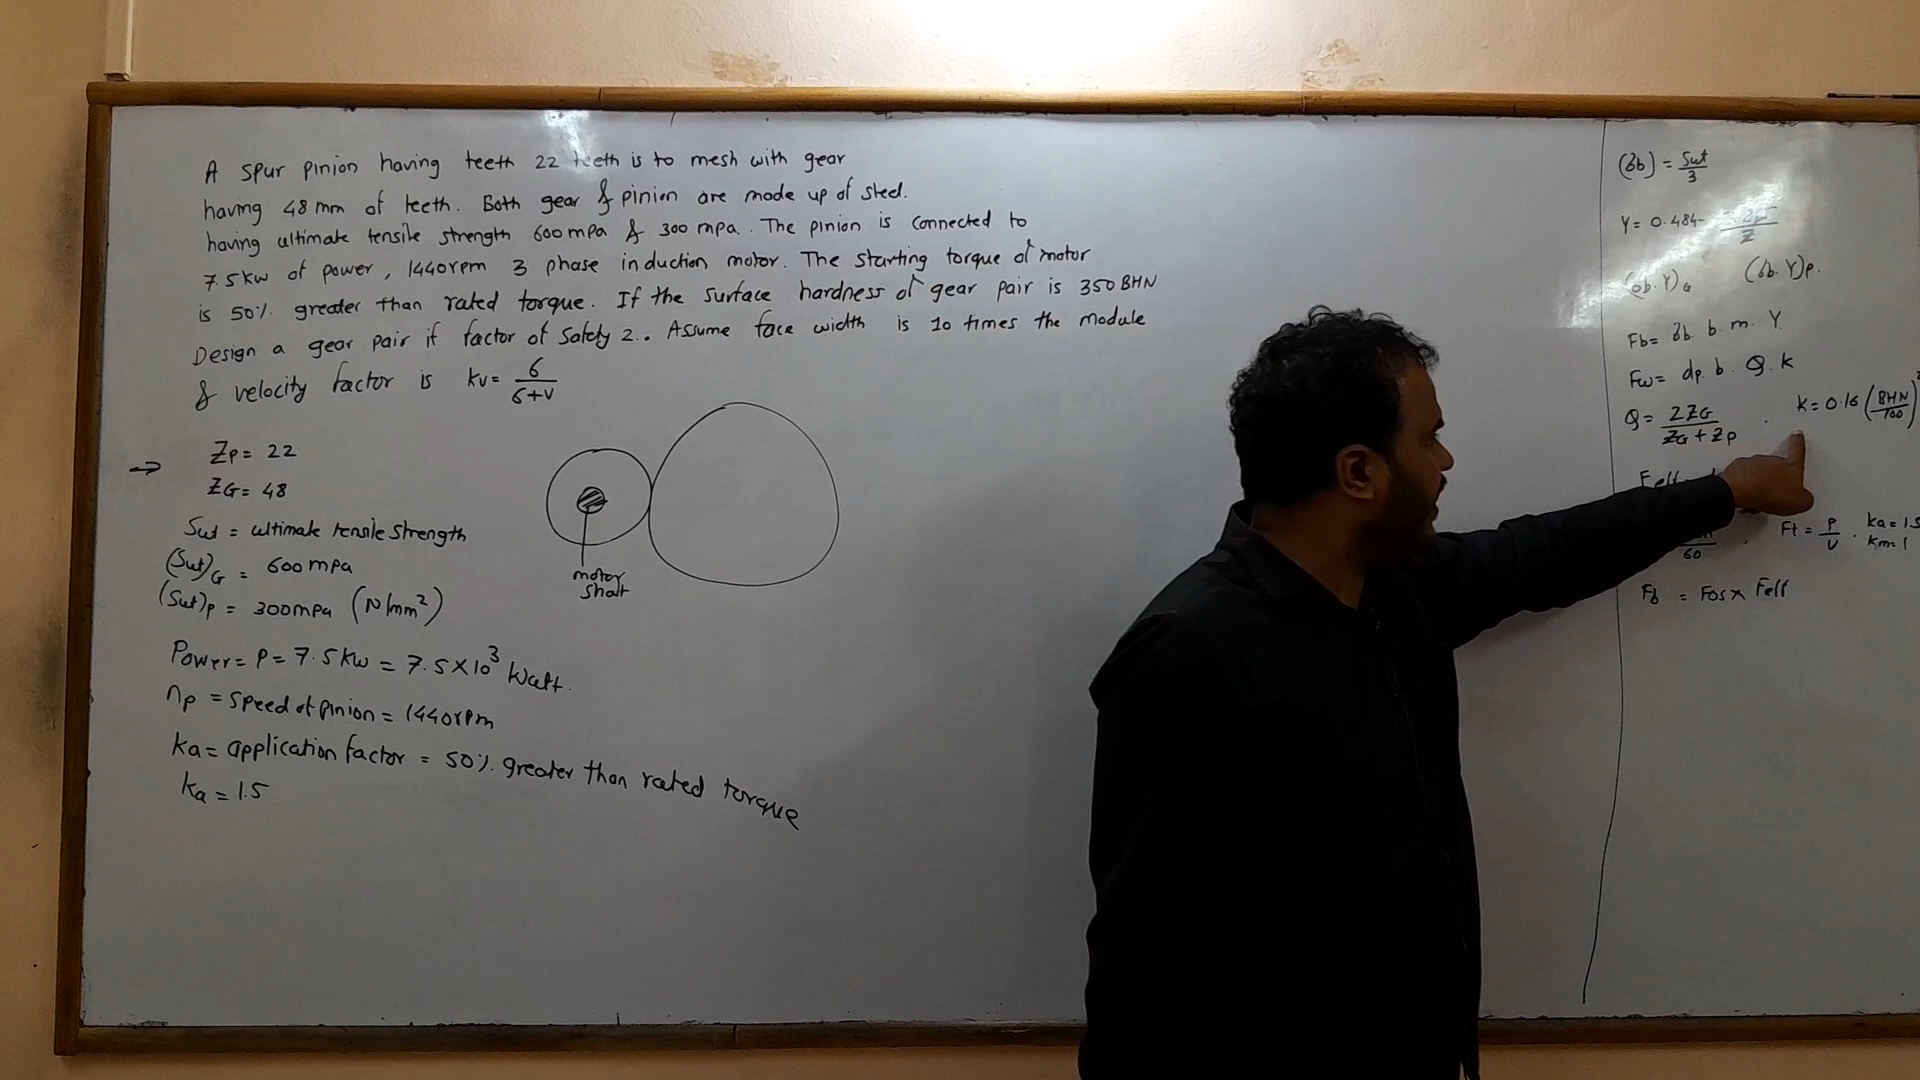 A spur pinion having teeth 22 teeth is to mesh with gear
having 48 mm of teeth. Both gear & pinion are made up of steel.
having ultimate tensile strength 600 mpa & 300 mpa. The pinion is connected to
7.5 kw of power, 1440 rpm 3 phase induction motor. The starting torque of motor
is 50% greater than rated torque. If the surface hardness of gear pair is 350 BHN
Design a gear pair if factor of safety 2.. Assume face width is 10 times the module
& velocity factor is kv = 6/6+v
→ Zp = 22
ZG = 48
Sut = ultimate tensile strength
(Sut)G = 600 mpa
(Sut)p = 300 mpa (N/mm²)
Power = P = 7.5 kw = 7.5 × 10³ Watt.
np = speed of pinion = 1440 rpm
ka = application factor = 50% greater than rated torque
ka = 1.5
motor
shaft
(σb) = Sut/3
Y = 0.484 -
(σb. Y)G (σb. Y)p.
Fb = σb. b. m. Y.
Fw = dp. b. Q. k
Q = 2ZG/ZG + Zp . k = 0.16 (BHN/100)²
Feff
60 . Ft = P/v . ka = 1.5
km = 1
Fb = Fos × Feff